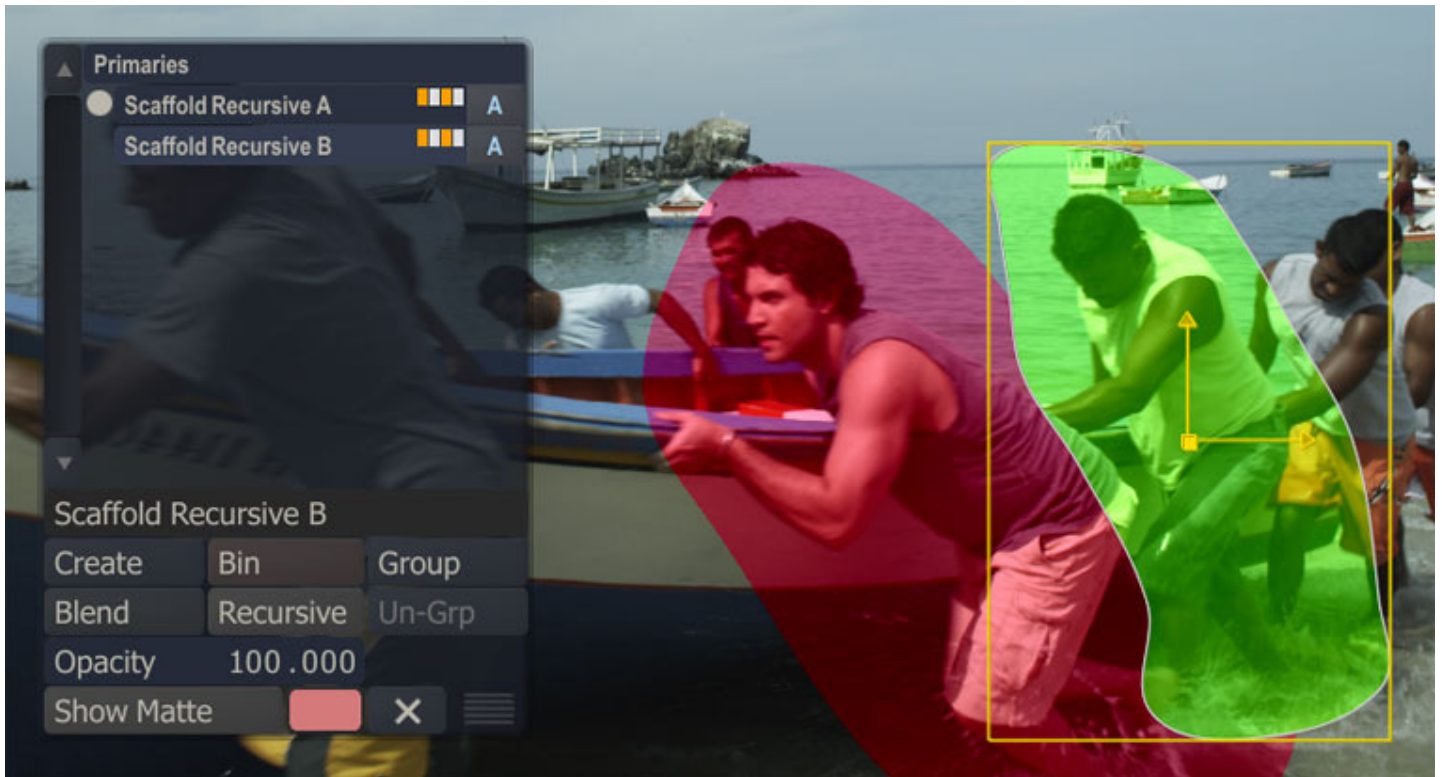 Primaries
Scaffold Recursive A A
Scaffold Recursive B A
Scaffold Recursive B
Create Bin Group
Blend Recursive Un-Grp
Opacity 100.000
Show Matte